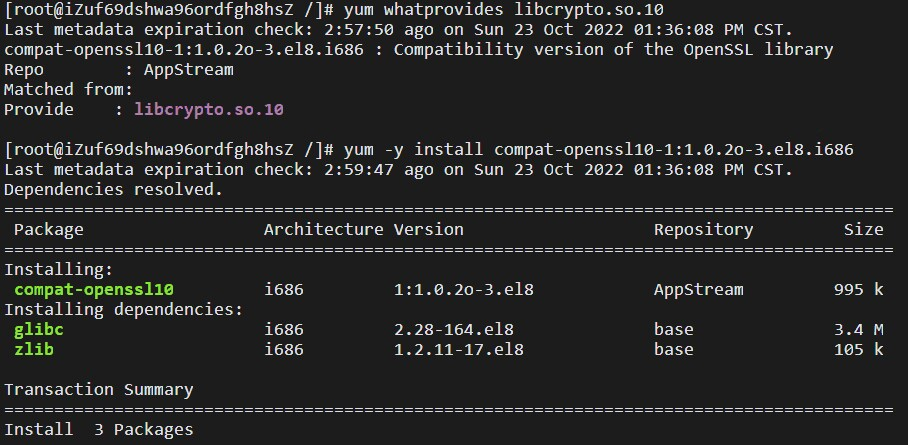 [root@iZuf69dshwa96ordfgh8hsZ /]# yum whatprovides libcrypto.so.10
Last metadata expiration check: 2:57:50 ago on Sun 23 Oct 2022 01:36:08 PM CST.
compat-openssl10-1:1.0.2o-3.el8.i686 : Compatibility version of the OpenSSL library
Repo        : AppStream
Matched from:
Provide    : libcrypto.so.10
[root@iZuf69dshwa96ordfgh8hsZ /]# yum -y install compat-openssl10-1:1.0.2o-3.el8.i686
Last metadata expiration check: 2:59:47 ago on Sun 23 Oct 2022 01:36:08 PM CST.
Dependencies resolved.
=========================================================================================
Package Architecture Version Repository Size
=========================================================================================
Installing:
compat-openssl10 i686 1:1.0.2o-3.el8 AppStream 995 k
Installing dependencies:
glibc i686 2.28-164.el8 base 3.4 M
zlib i686 1.2.11-17.el8 base 105 k
Transaction Summary
=========================================================================================
Install  3 Packages